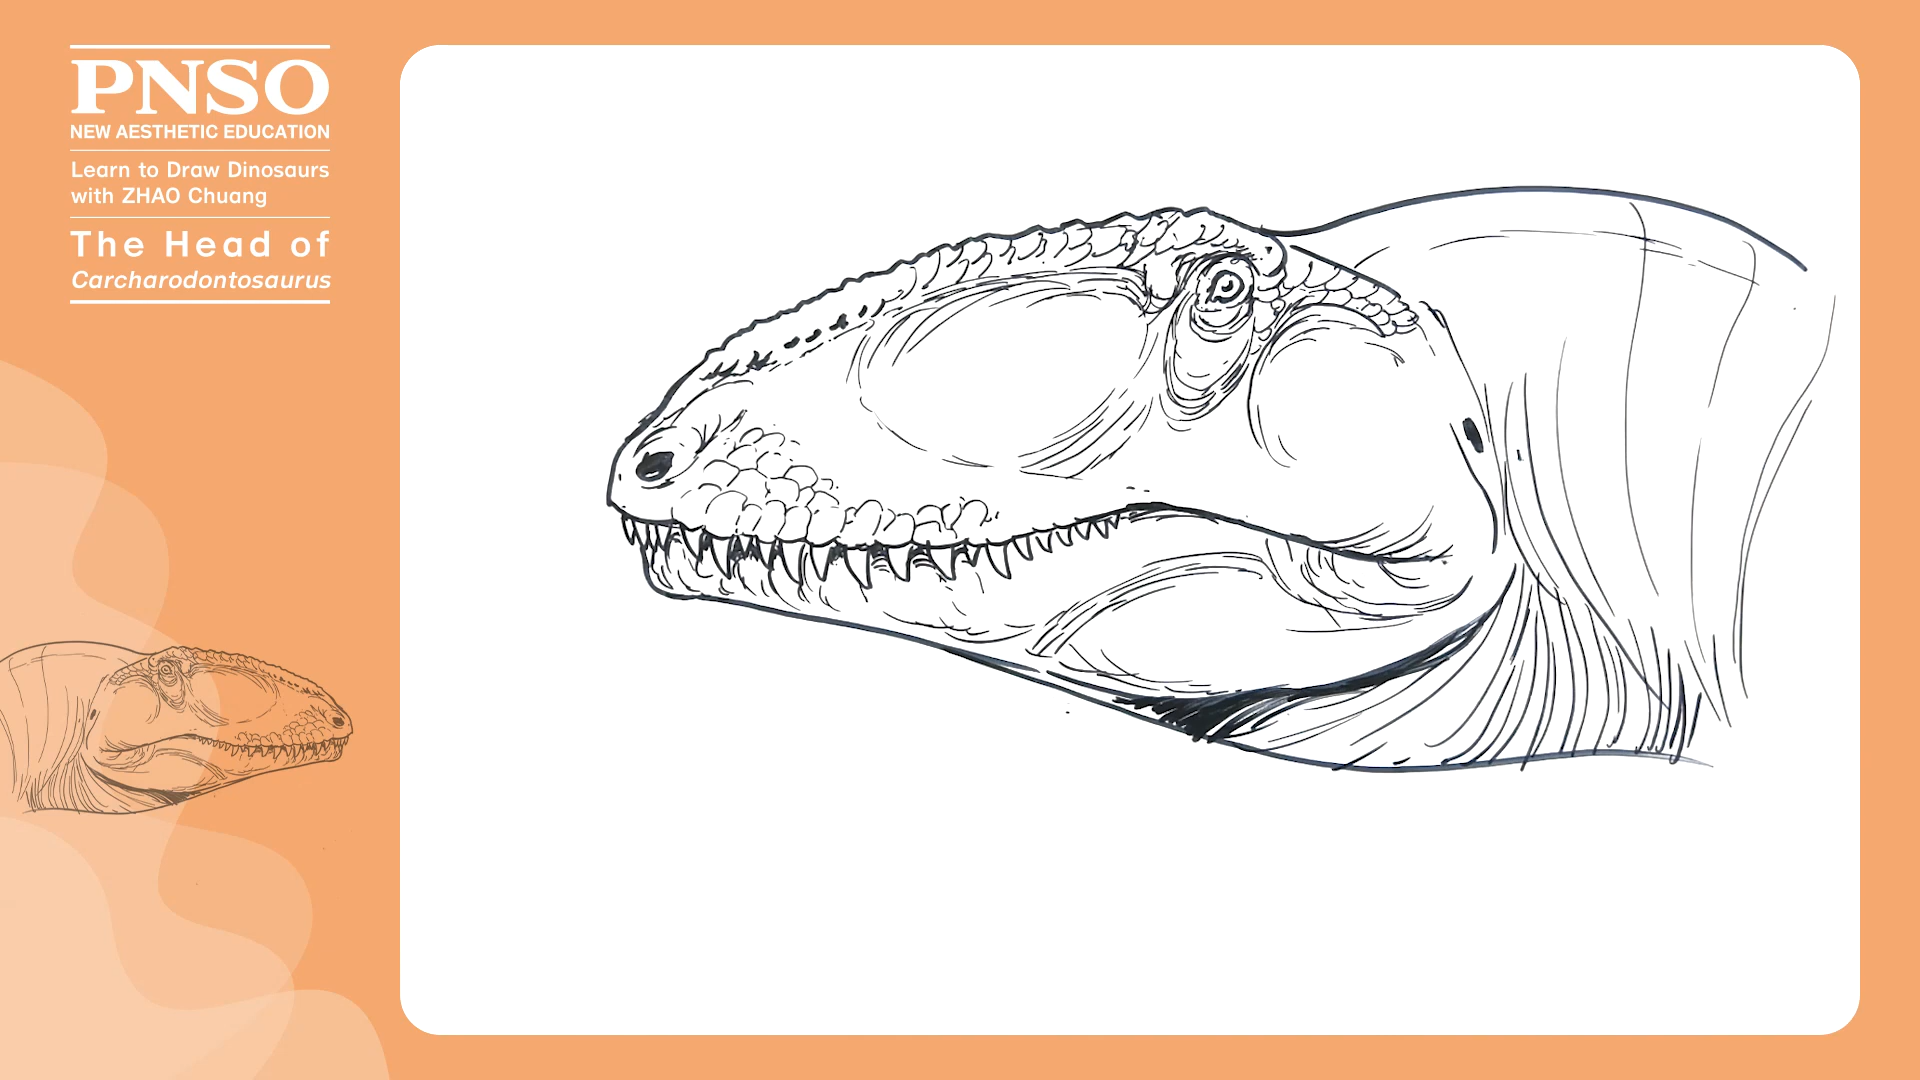 PNSO
NEW AESTHETIC EDUCATION
Learn to Draw Dinosaurs
with ZHAO Chuang
The Head of
Carcharodontosaurus